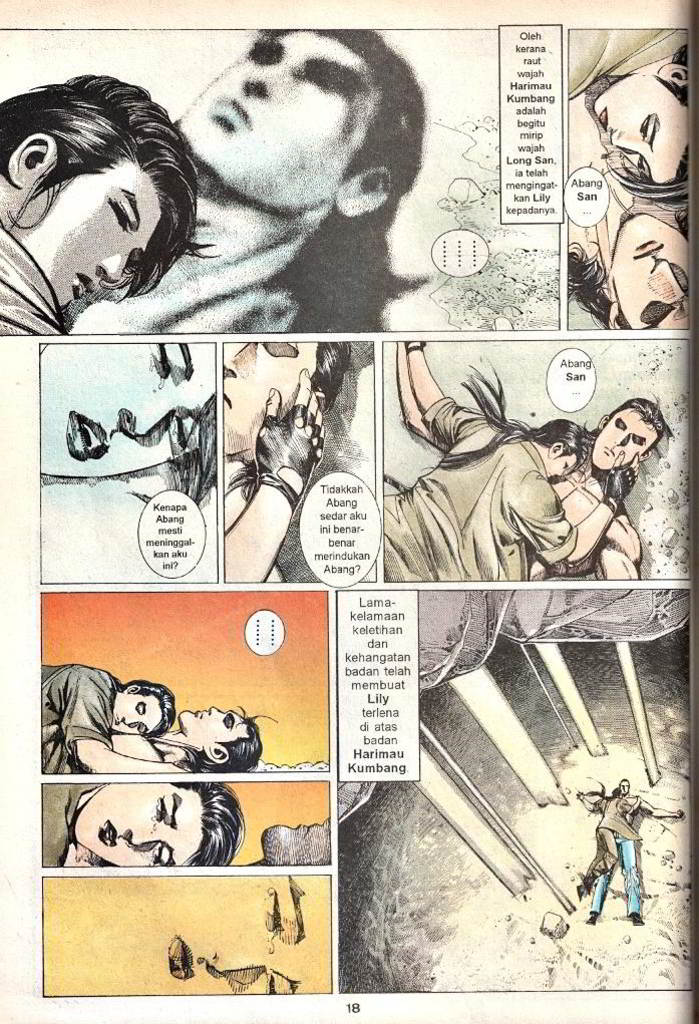 Oleh
kerana
raut
wajah
Harimau
Kumbang
adalah
begitu
mirip
wajah
Long San,
ia telah
mengingat-
kan Lily
kepadanya.
Abang
San
...
Kenapa
Abang
mesti
meninggal-
kan aku
ini?
Tidakkah
Abang
sedar aku
ini benar-
benar
merindukan
Abang?
Abang
San
...
Lama-
kelamaan
keletihan
dan
kehangatan
badan telah
membuat
Lily
terlena
di atas
badan
Harimau
Kumbang.
18